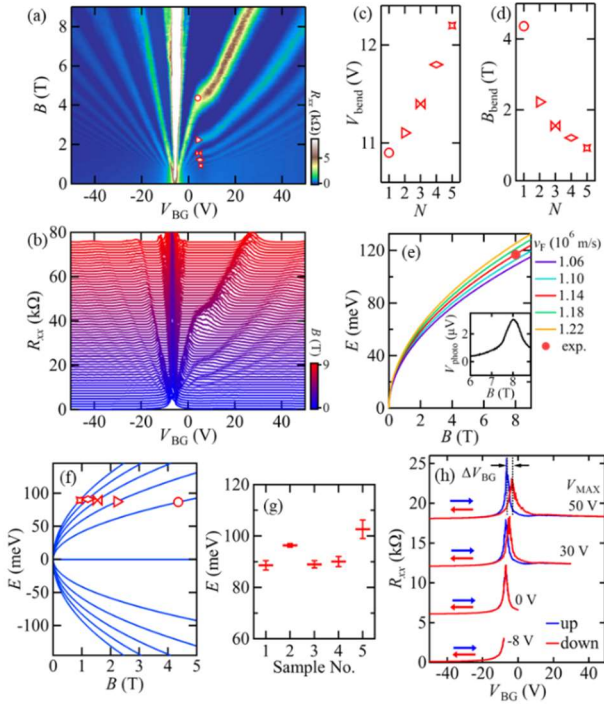 (a)
B (T)
8
6
4
2
0
-40 -20 0 20 40
V_BG (V)
R_xx (kΩ)
5
0
(c)
V_bend (V)
12
11
1 2 3 4 5
N
(d)
B_bend (T)
4
2
0
1 2 3 4 5
N
(b)
R_xx (kΩ)
80
60
40
20
0
-40 -20 0 20 40
V_BG (V)
B (T)
9
0
(e)
E (meV)
120
80
40
0
0 2 4 6 8
B (T)
v_F (10^6 m/s)
1.06
1.10
1.14
1.18
1.22
exp.
V_photo (μV)
2
0
6 7 8
B (T)
(f)
E (meV)
100
50
0
-50
-100
0 1 2 3 4 5
B (T)
(g)
E (meV)
120
100
80
60
1 2 3 4 5
Sample No.
(h)
ΔV_BG
V_MAX
50 V
30 V
0 V
-8 V
up
down
R_xx (kΩ)
25
20
15
10
5
0
-40 -20 0 20 40
V_BG (V)